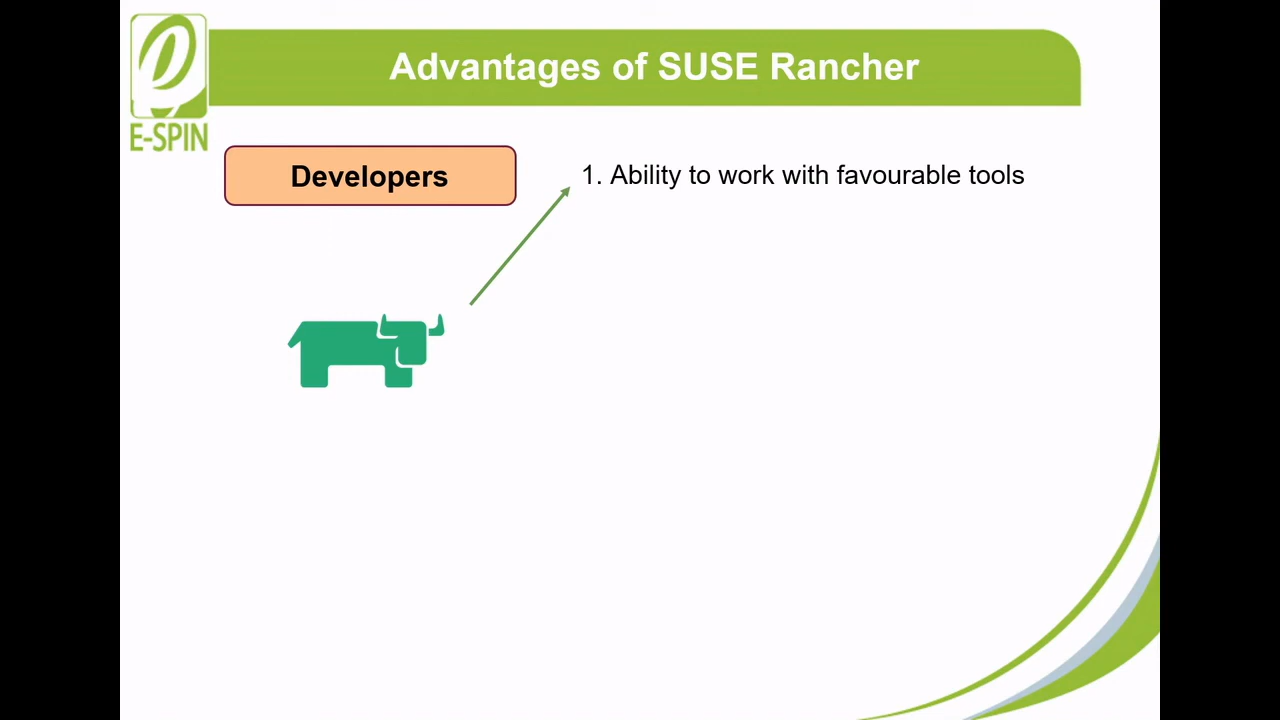 Advantages of SUSE Rancher
E-SPIN
Developers
1. Ability to work with favourable tools